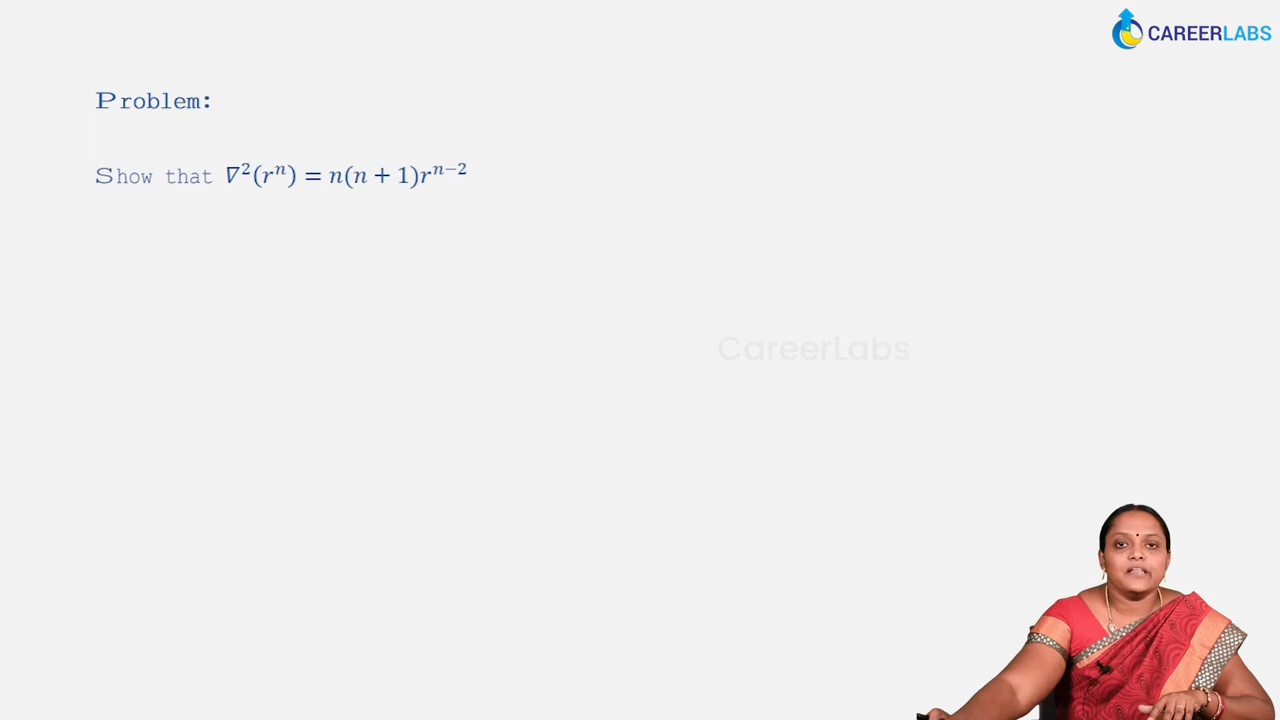 CAREERLABS
Problem:
Show that ∇²(rⁿ) = n(n + 1)rⁿ⁻²
CareerLabs